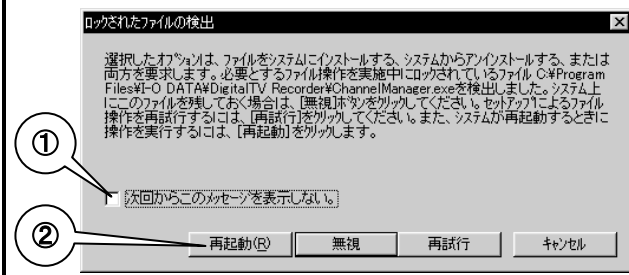 ロックされたファイルの検出
選択したオプションは、ファイルをシステムにインストールする、システムからアンインストールする、または
両方を要求します。必要とするファイル操作を実施中にロックされているファイル C:¥Program
Files¥I-O DATA¥DigitalTV Recorder¥ChannelManager.exeを検出しました。システム上
にこのファイルを残しておく場合は、[無視]ボタンをクリックしてください。セットアップによるファイル
操作を再試行するには、[再試行]をクリックしてください。また、システムが再起動するときに
操作を実行するには、[再起動]をクリックします。
①
次回からこのメッセージを表示しない。
②
再起動(R) 無視 再試行 キャンセル